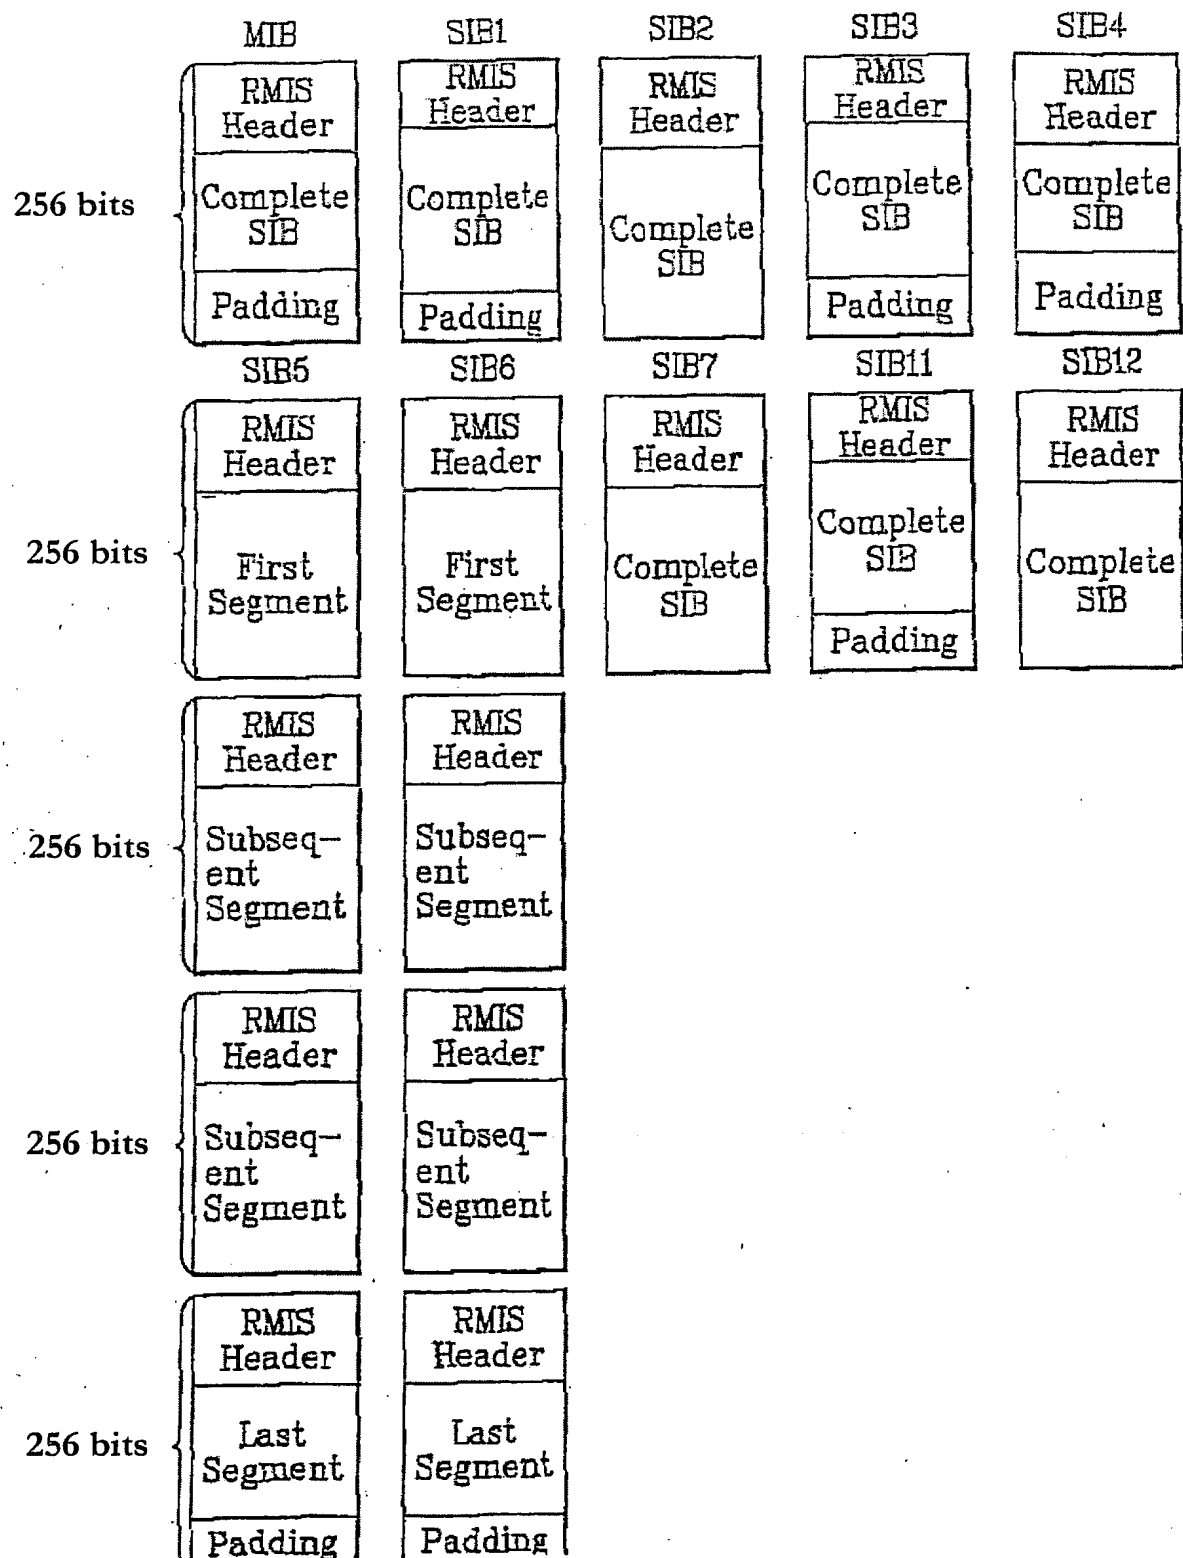 MIB SIB1 SIB2 SIB3 SIB4
256 bits
RMIS
Header
Complete
SIB
Padding
RMIS
Header
Complete
SIB
Padding
RMIS
Header
Complete
SIB
RMIS
Header
Complete
SIB
Padding
RMIS
Header
Complete
SIB
Padding
SIB5 SIB6 SIB7 SIB11 SIB12
256 bits
RMIS
Header
First
Segment
RMIS
Header
First
Segment
RMIS
Header
Complete
SIB
RMIS
Header
Complete
SIB
Padding
RMIS
Header
Complete
SIB
256 bits
RMIS
Header
Subseq-
ent
Segment
RMIS
Header
Subseq-
ent
Segment
256 bits
RMIS
Header
Subseq-
ent
Segment
RMIS
Header
Subseq-
ent
Segment
256 bits
RMIS
Header
Last
Segment
Padding
RMIS
Header
Last
Segment
Padding